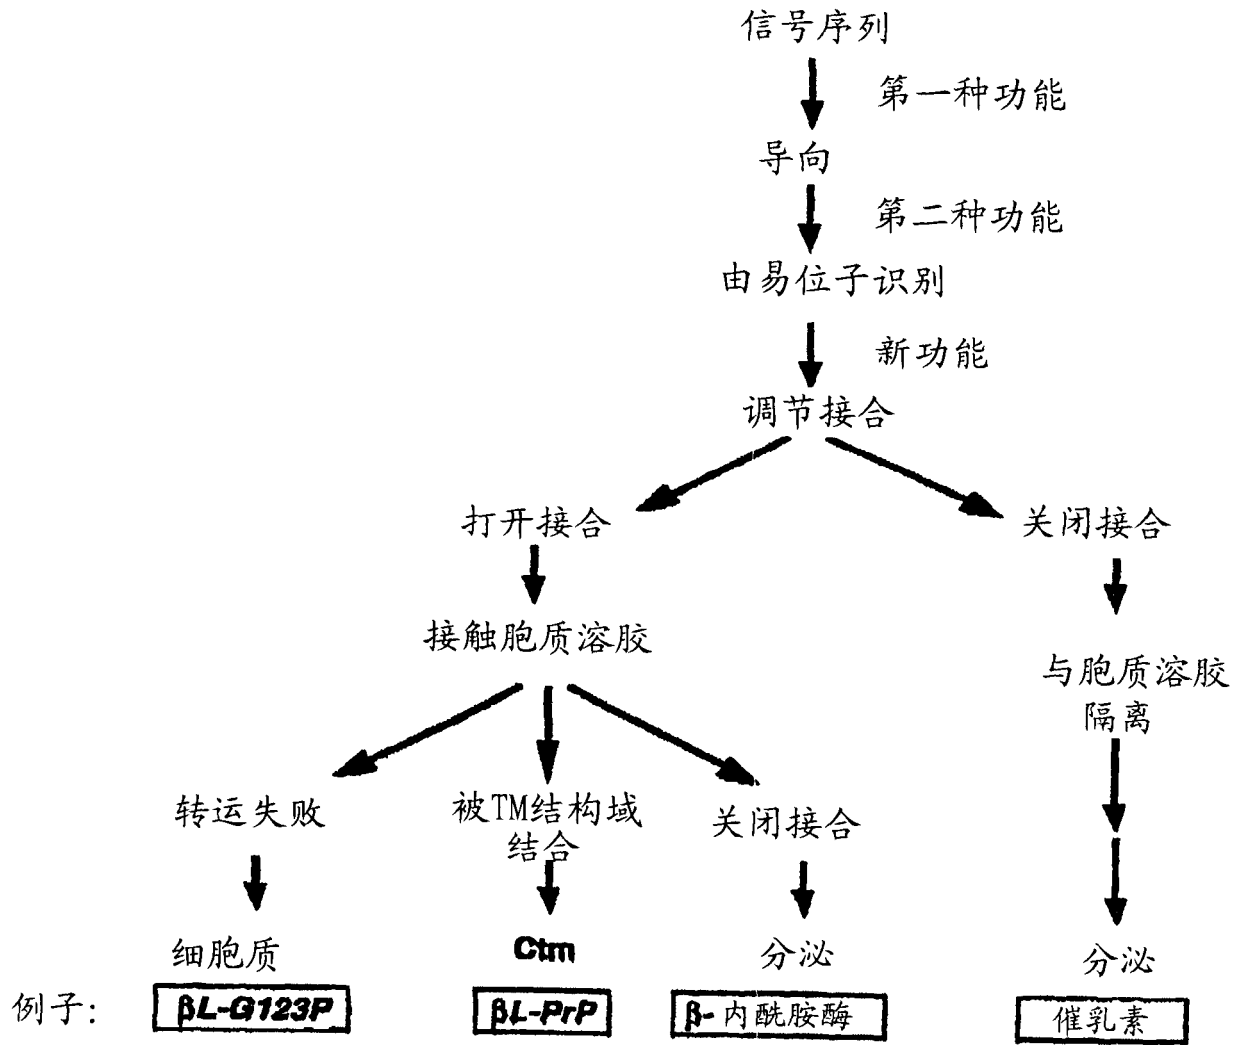 信号序列
第一种功能
导向
第二种功能
由易位子识别
新功能
调节接合
打开接合
关闭接合
接触胞质溶胶
与胞质溶胶
隔离
转运失败
被TM结构域
结合
关闭接合
细胞质
Ctm
分泌
分泌
例子:
βL-G123P
βL-PrP
β-内酰胺酶
催乳素